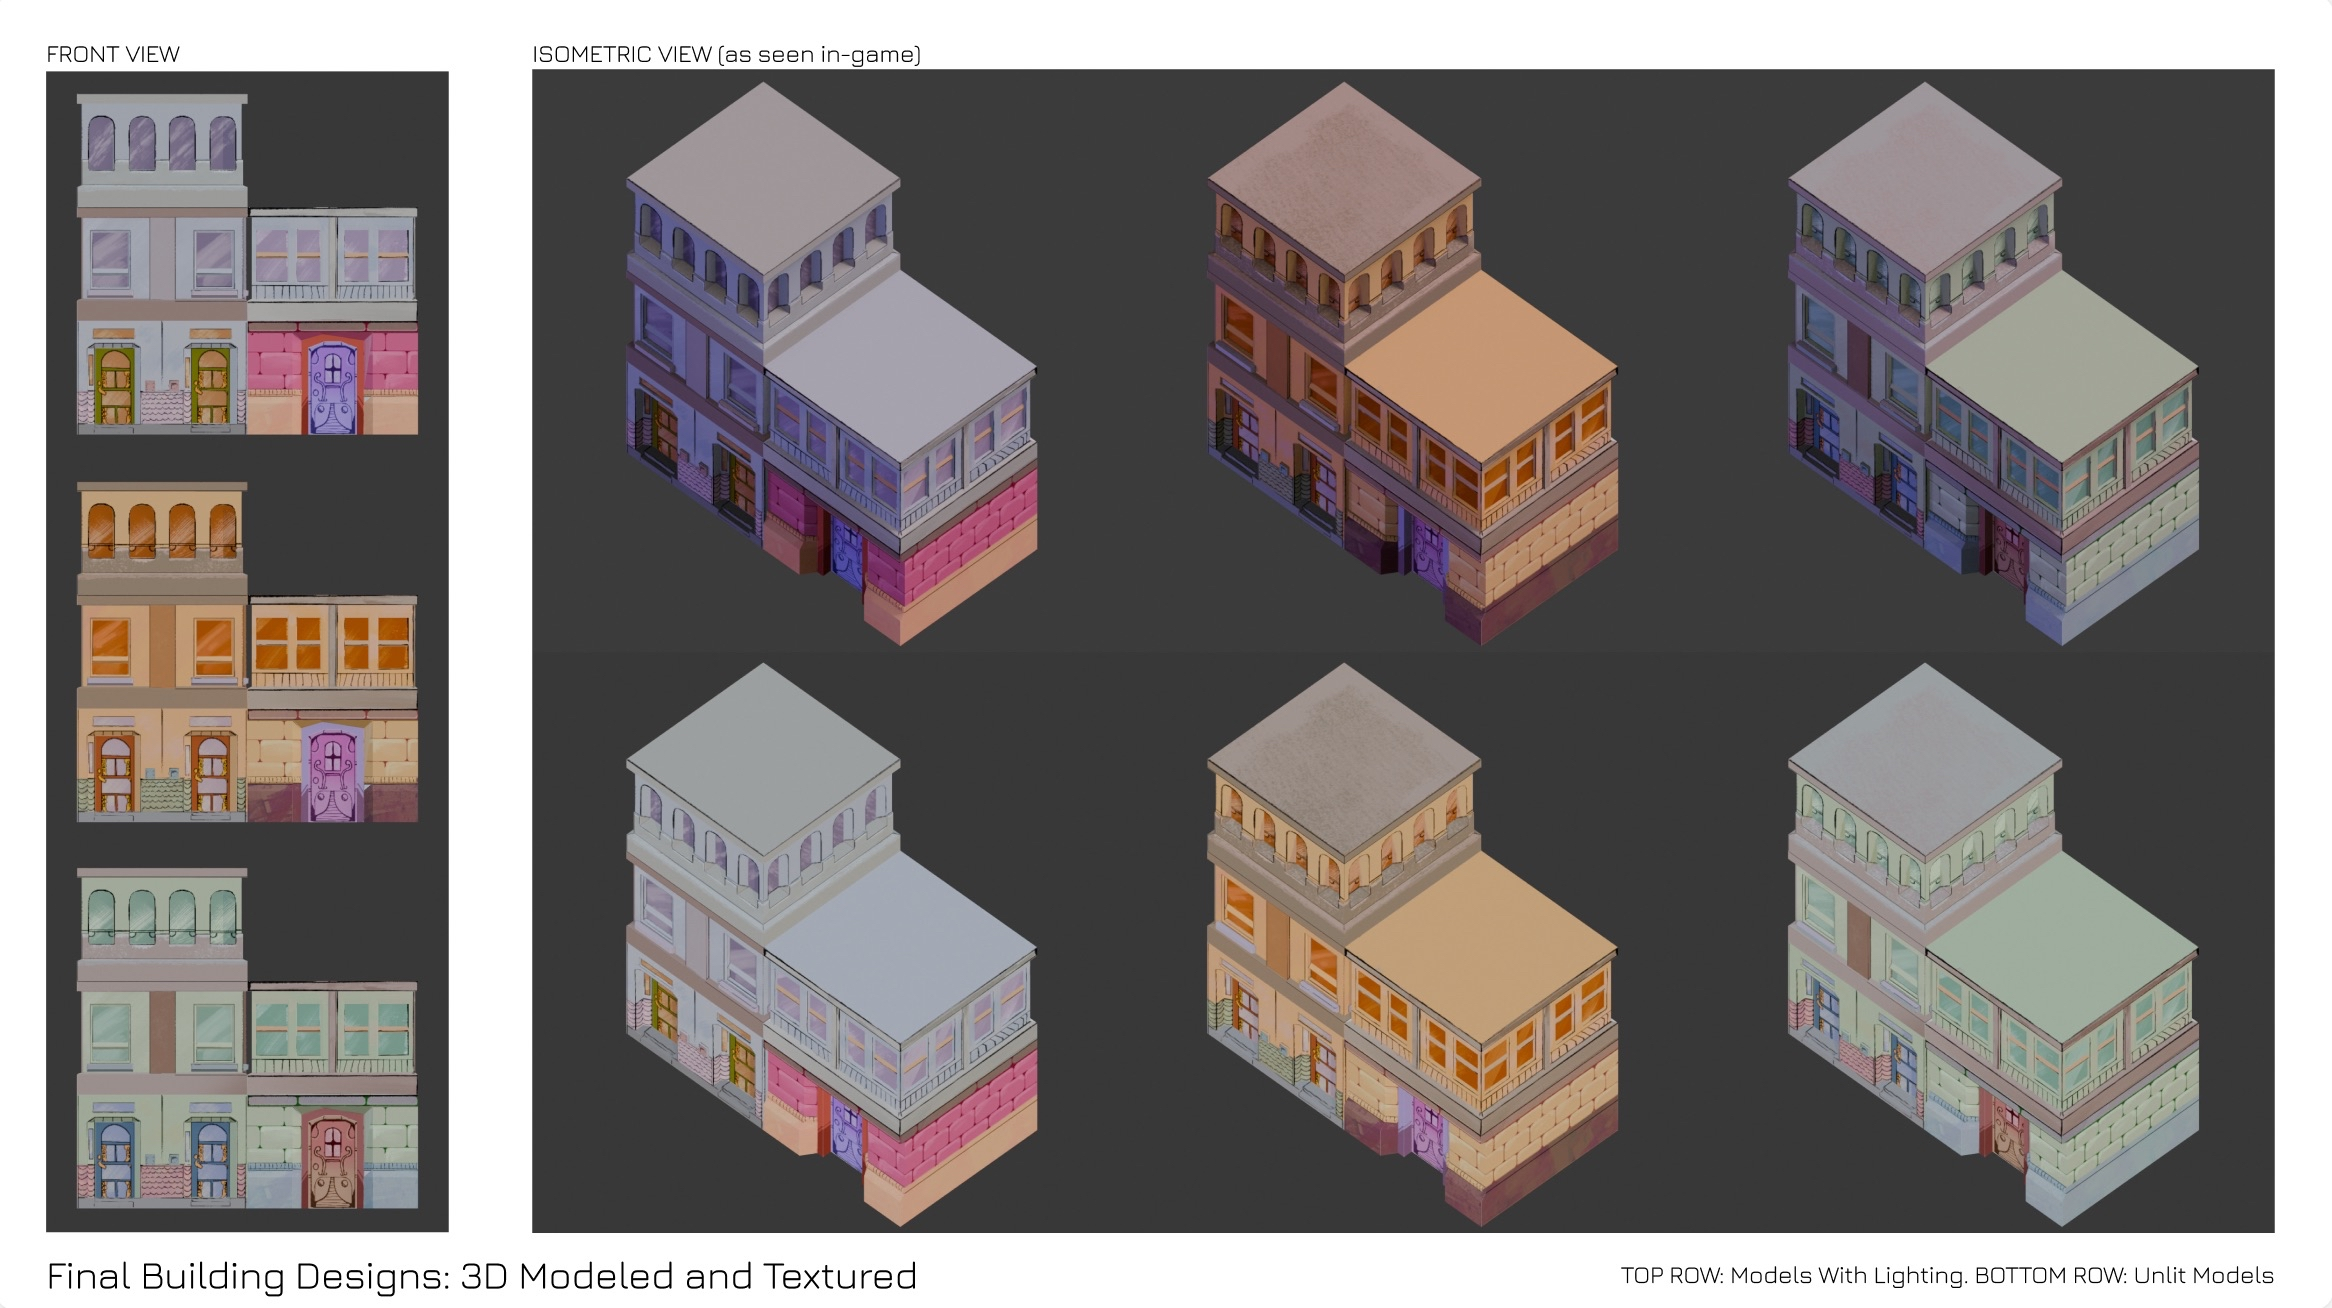 FRONT VIEW
ISOMETRIC VIEW (as seen in-game)
Final Building Designs: 3D Modeled and Textured
TOP ROW: Models With Lighting. BOTTOM ROW: Unlit Models